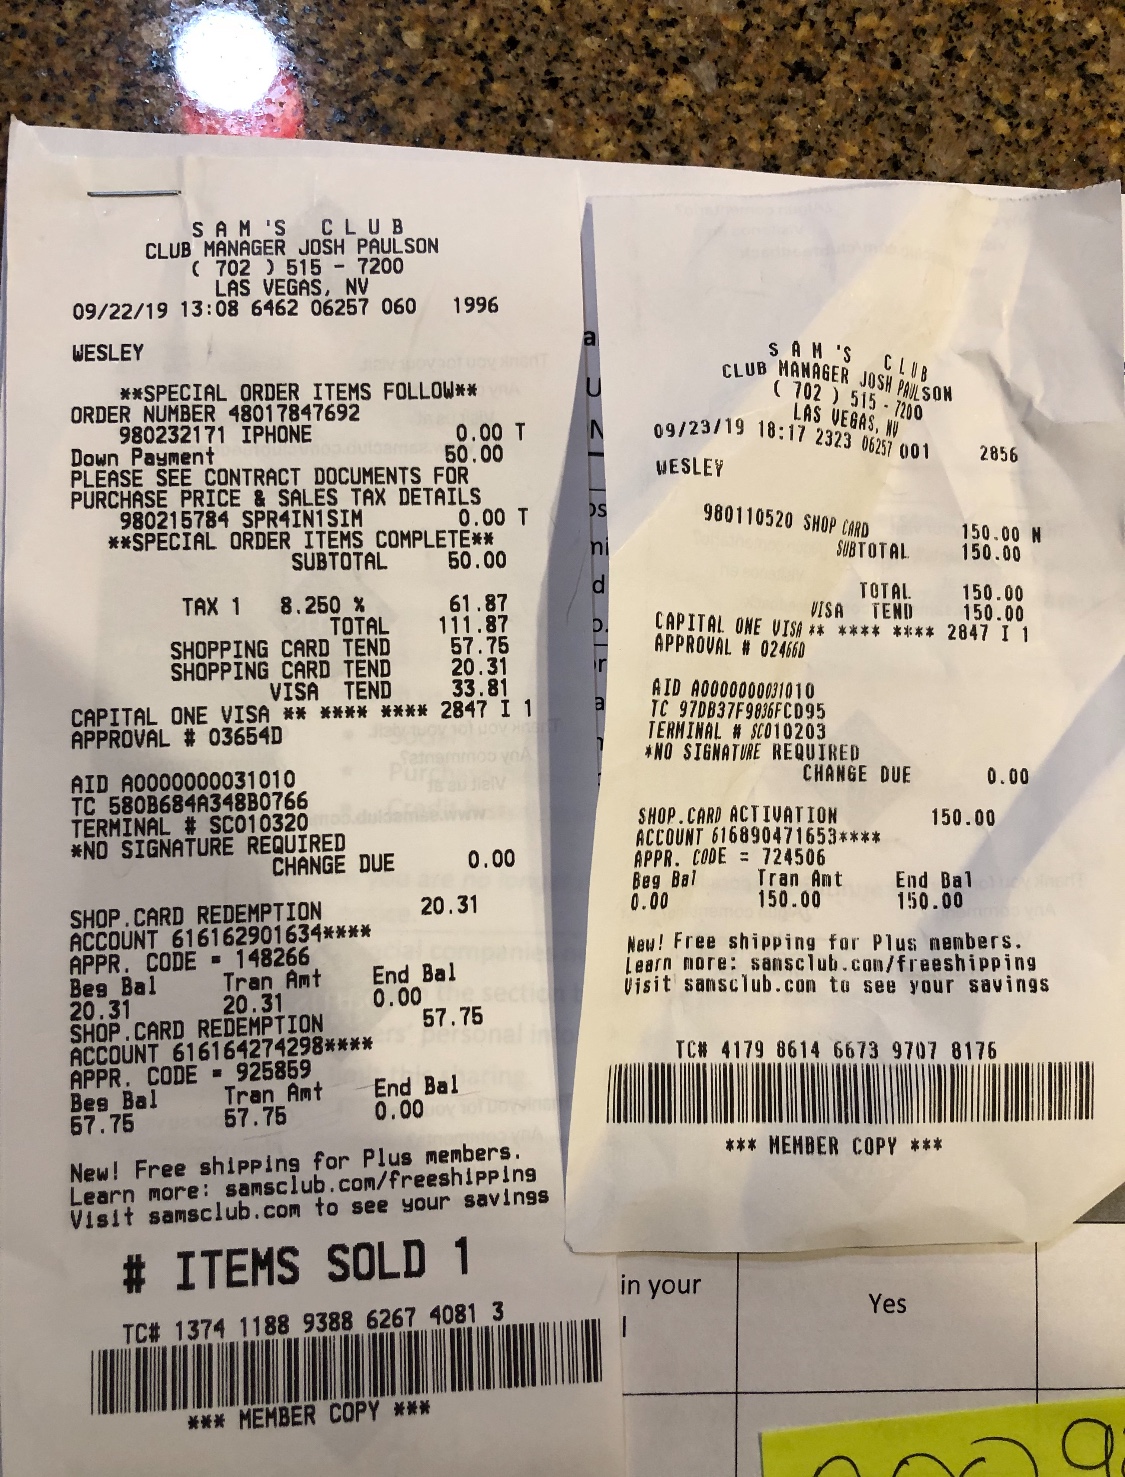 S A M 'S C L U B
CLUB MANAGER JOSH PAULSON
( 702 ) 515 - 7200
LAS VEGAS, NV
09/22/19 13:08 6462 06257 060 1996
WESLEY
**SPECIAL ORDER ITEMS FOLLOW**
ORDER NUMBER 48017847692
980232171 IPHONE 0.00 T
Down Payment 50.00
PLEASE SEE CONTRACT DOCUMENTS FOR
PURCHASE PRICE & SALES TAX DETAILS
980215784 SPR4IN1SIM 0.00 T
**SPECIAL ORDER ITEMS COMPLETE**
SUBTOTAL 50.00
TAX 1 8.250 % 61.87
TOTAL 111.87
SHOPPING CARD TEND 57.75
SHOPPING CARD TEND 20.31
VISA TEND 33.81
CAPITAL ONE VISA ** **** **** 2847 I 1
APPROVAL # 03654D
AID A0000000031010
TC 580B684A348B0766
TERMINAL # SC010320
*NO SIGNATURE REQUIRED
CHANGE DUE 0.00
SHOP.CARD REDEMPTION 20.31
ACCOUNT 616162901634****
APPR. CODE = 148266
Beg Bal Tran Amt End Bal
20.31 20.31 0.00
SHOP.CARD REDEMPTION 57.75
ACCOUNT 616164274298****
APPR. CODE = 925859
Beg Bal Tran Amt End Bal
57.75 57.75 0.00
New! Free shipping for Plus members.
Learn more: samsclub.com/freeshipping
Visit samsclub.com to see your savings
# ITEMS SOLD 1
TC# 1374 1188 9388 6267 4081 3
*** MEMBER COPY ***
S A M 'S C L U B
CLUB MANAGER JOSH PAULSON
( 702 ) 515 - 7200
LAS VEGAS, NV
09/23/19 18:17 2323 06257 001 2856
WESLEY
980110520 SHOP CARD 150.00 N
SUBTOTAL 150.00
TOTAL 150.00
VISA TEND 150.00
CAPITAL ONE VISA ** **** **** 2847 I 1
APPROVAL # 02466D
AID A0000000031010
TC 97DB37F9836FCD95
TERMINAL # SC010203
*NO SIGNATURE REQUIRED
CHANGE DUE 0.00
SHOP.CARD ACTIVATION 150.00
ACCOUNT 616890471653****
APPR. CODE = 724506
Beg Bal Tran Amt End Bal
0.00 150.00 150.00
New! Free shipping for Plus members.
Learn more: samsclub.com/freeshipping
Visit samsclub.com to see your savings
TC# 4179 8614 6673 9707 8176
*** MEMBER COPY ***
in your
Yes